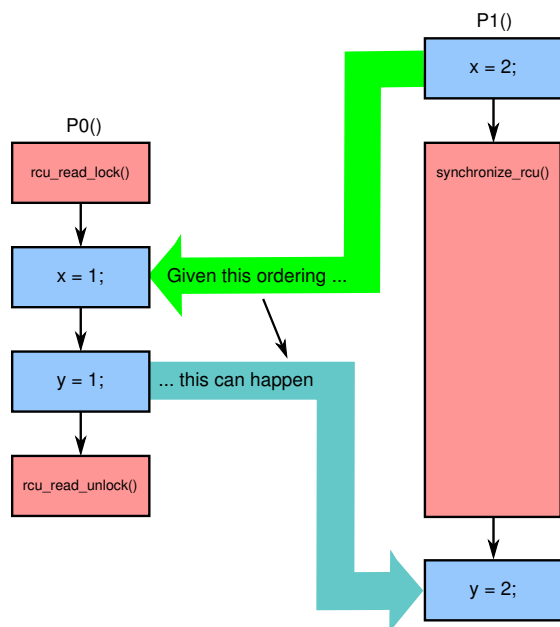 P1()
x = 2;
P0()
rcu_read_lock()
synchronize_rcu()
x = 1;
Given this ordering ...
y = 1;
... this can happen
rcu_read_unlock()
y = 2;